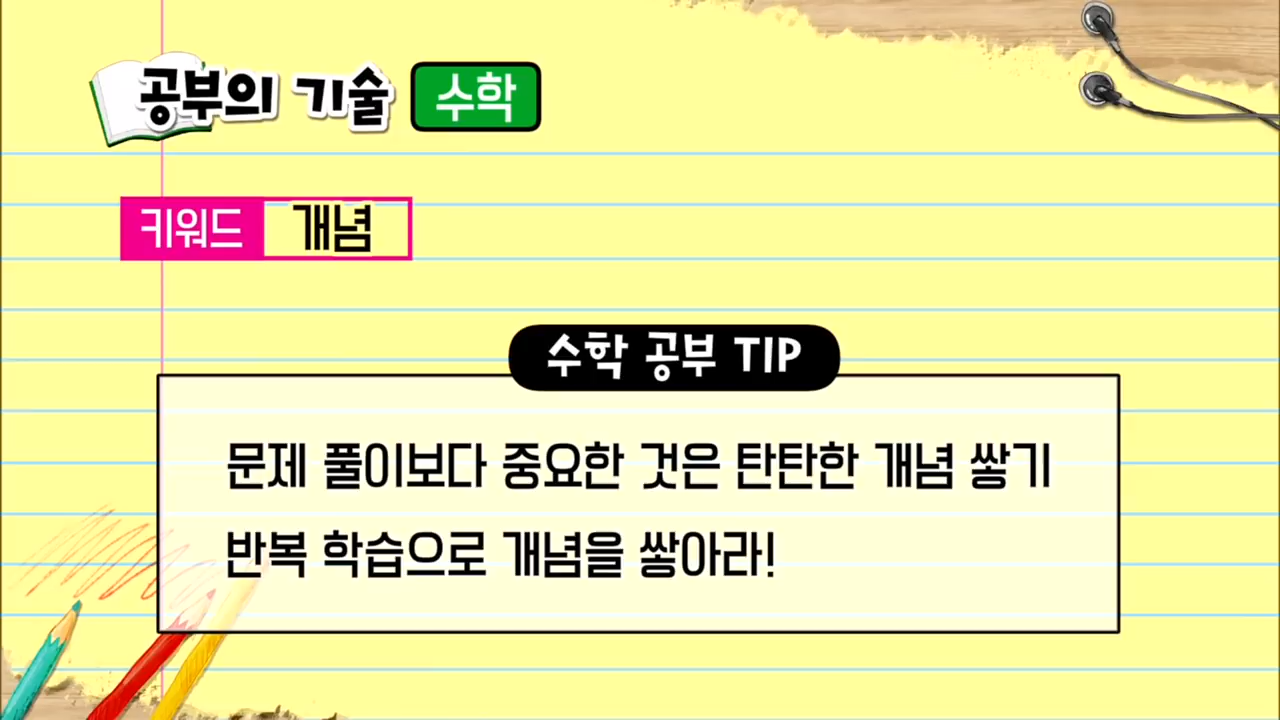 공부의 기술 수학
키워드 개념
수학 공부 TIP
문제 풀이보다 중요한 것은 탄탄한 개념 쌓기
반복 학습으로 개념을 쌓아라!